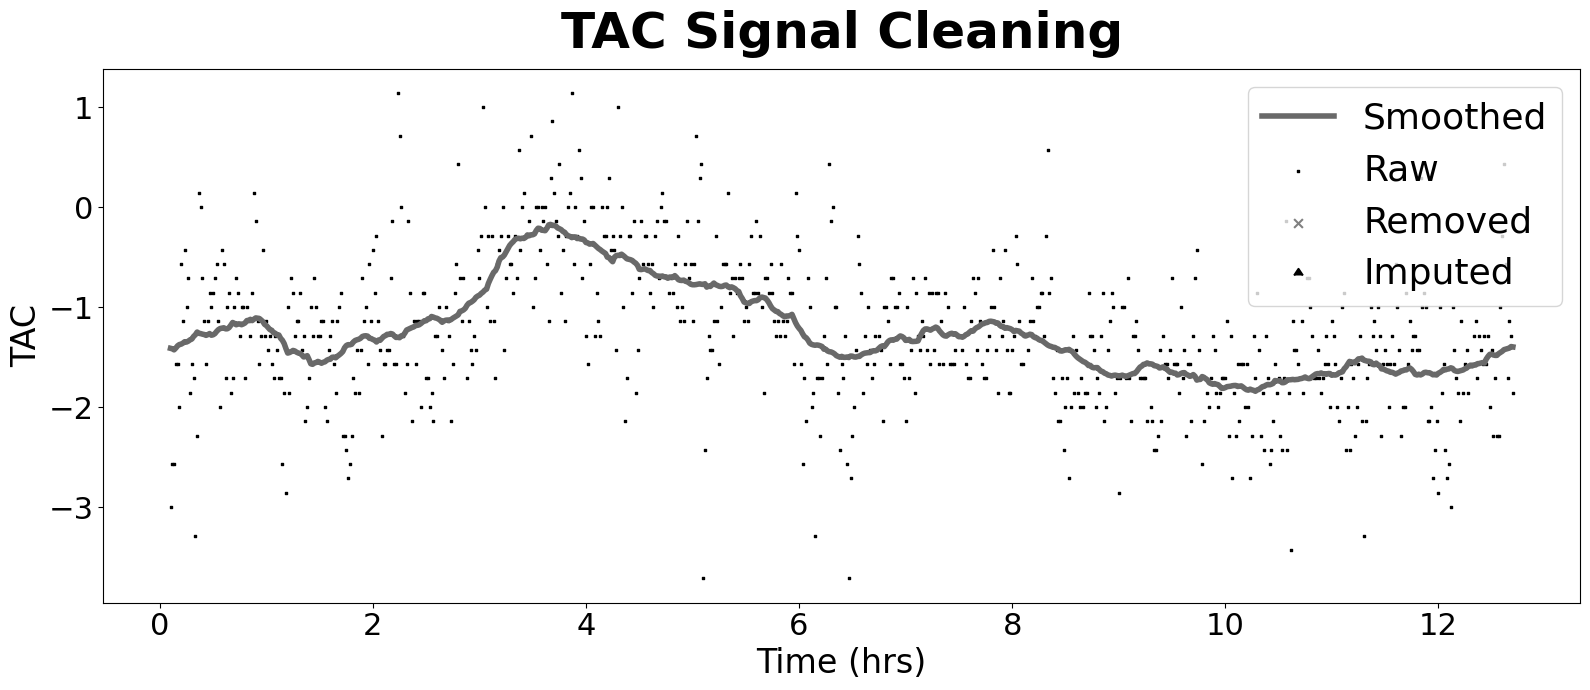 TAC Signal Cleaning
1
0
−1
−2
−3
TAC
Smoothed
Raw
Removed
Imputed
0 2 4 6 8 10 12
Time (hrs)